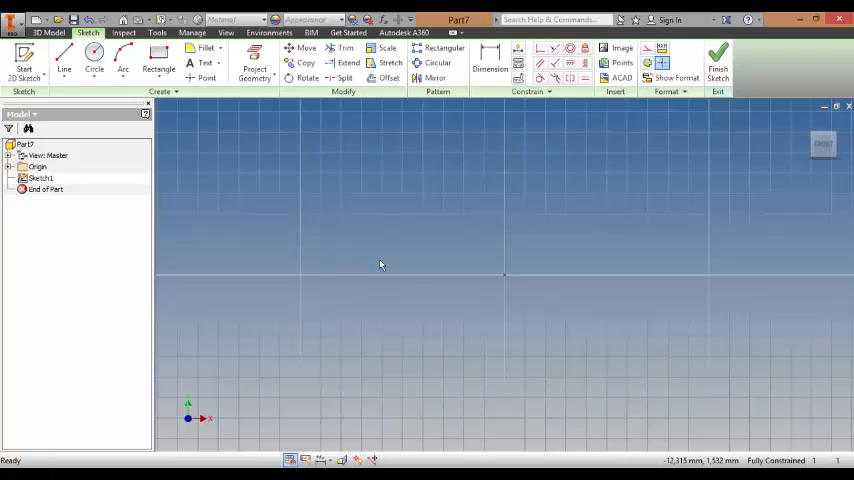 Material Appearance Part7 Search Help & Commands... Sign In
PRO 3D Model Sketch Inspect Tools Manage View Environments BIM Get Started Autodesk A360
Start 2D Sketch Line Circle Arc Rectangle Fillet Text Point Project Geometry
Move Trim Scale
Copy Extend Stretch
Rotate Split Offset
Rectangular
Circular
Mirror
Dimension
Image
Points
ACAD
Show Format
Finish Sketch
Sketch Create Modify Pattern Constrain Insert Format Exit
Model
Part7
View: Master
Origin
Sketch1
End of Part
FRONT
X
Ready -12,315 mm, 1,532 mm Fully Constrained 1 1